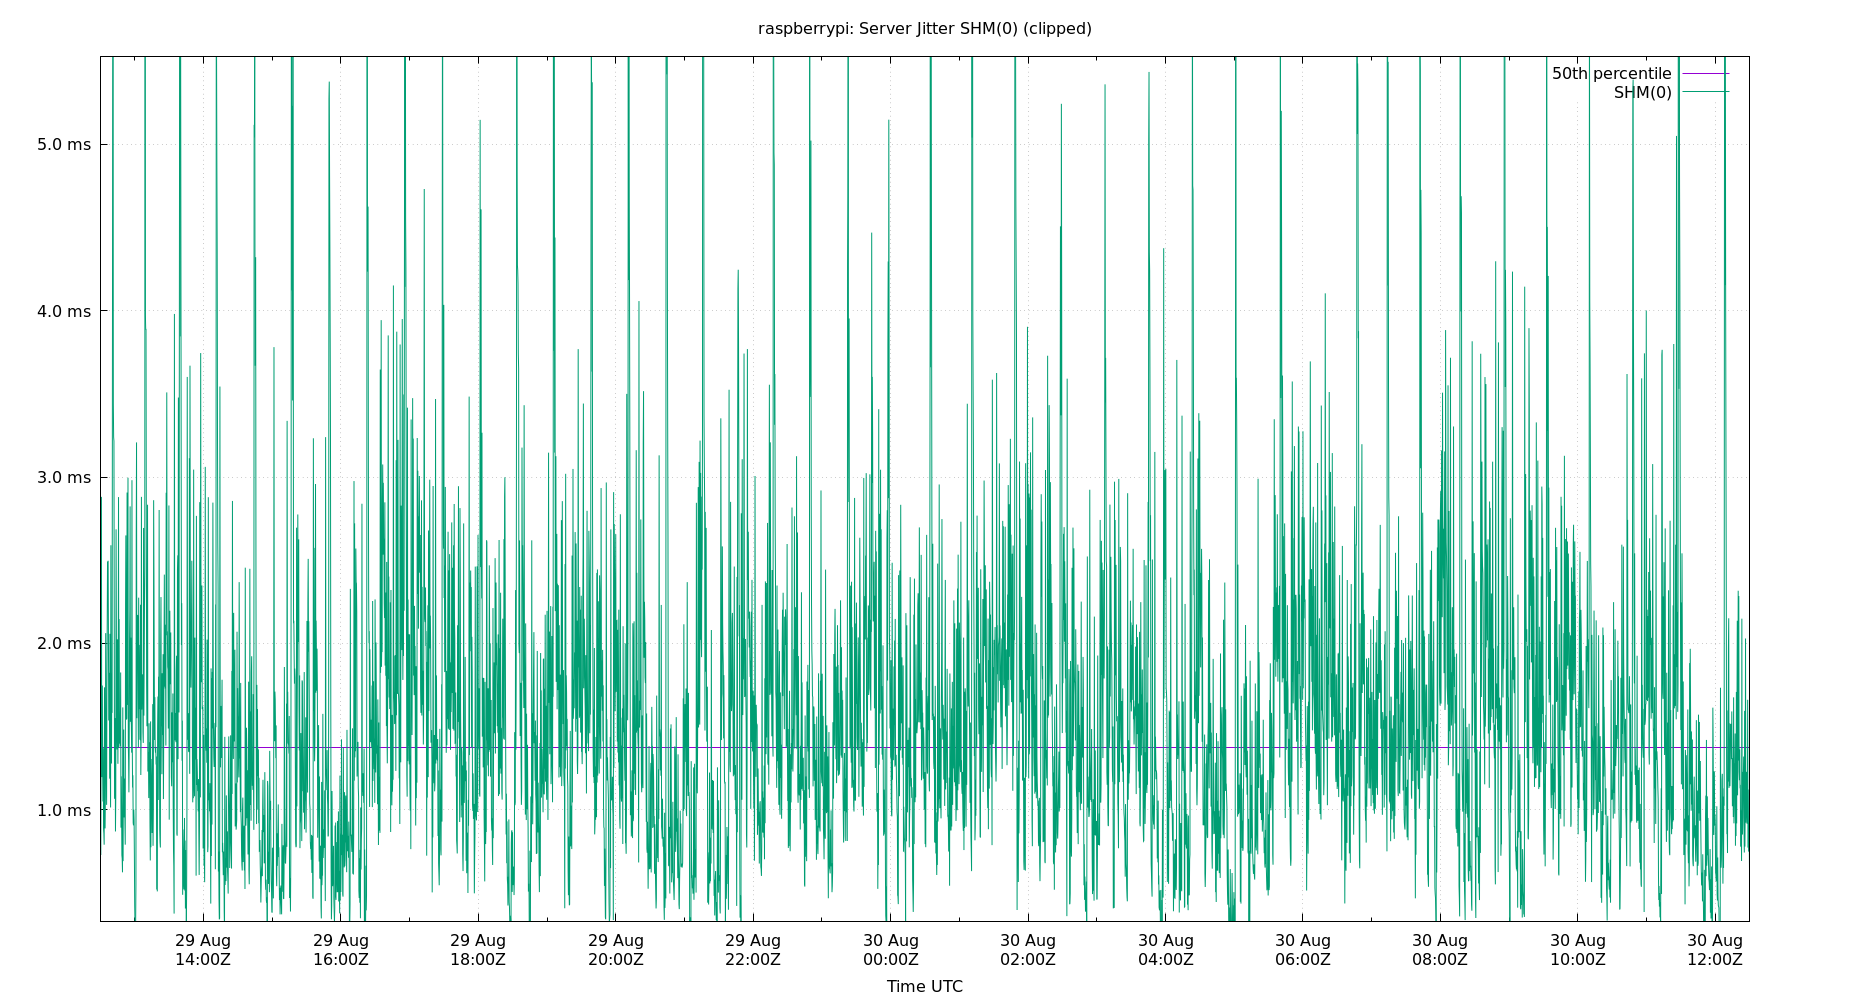 raspberrypi: Server Jitter SHM(0) (clipped)
50th percentile
SHM(0)
5.0 ms
4.0 ms
3.0 ms
2.0 ms
1.0 ms
29 Aug 29 Aug 29 Aug 29 Aug 29 Aug 30 Aug 30 Aug 30 Aug 30 Aug 30 Aug 30 Aug 30 Aug
14:00Z 16:00Z 18:00Z 20:00Z 22:00Z 00:00Z 02:00Z 04:00Z 06:00Z 08:00Z 10:00Z 12:00Z
Time UTC